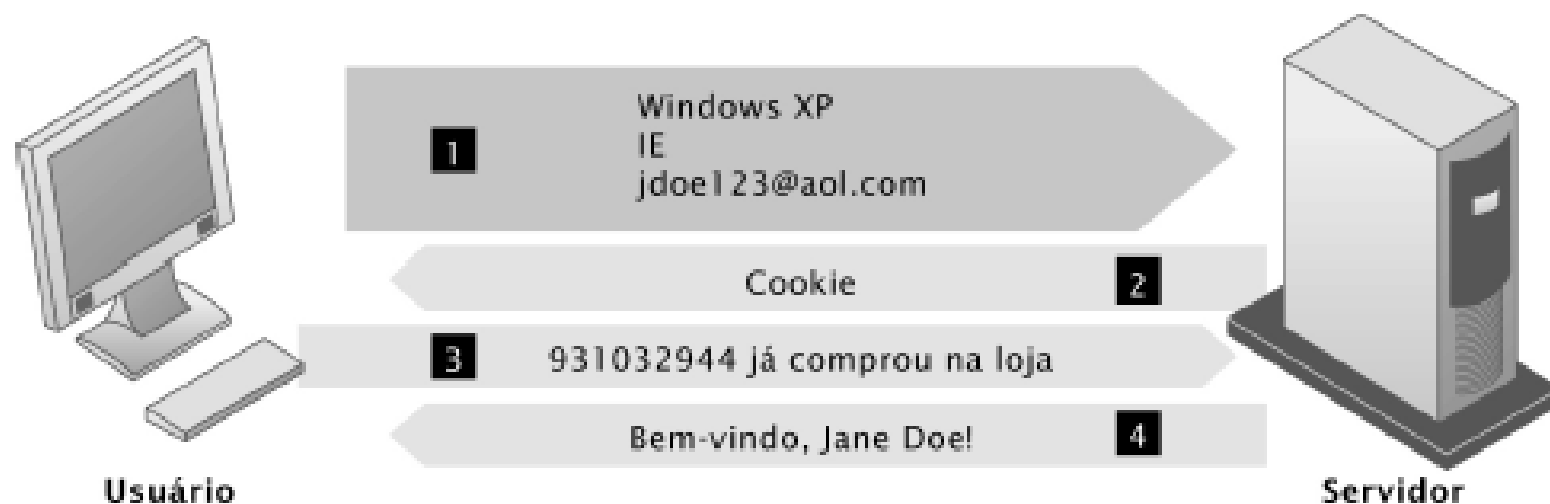 1
Windows XP
IE
jdoe123@aol.com
Cookie
2
3
931032944 já comprou na loja
Bem-vindo, Jane Doe!
4
Usuário
Servidor